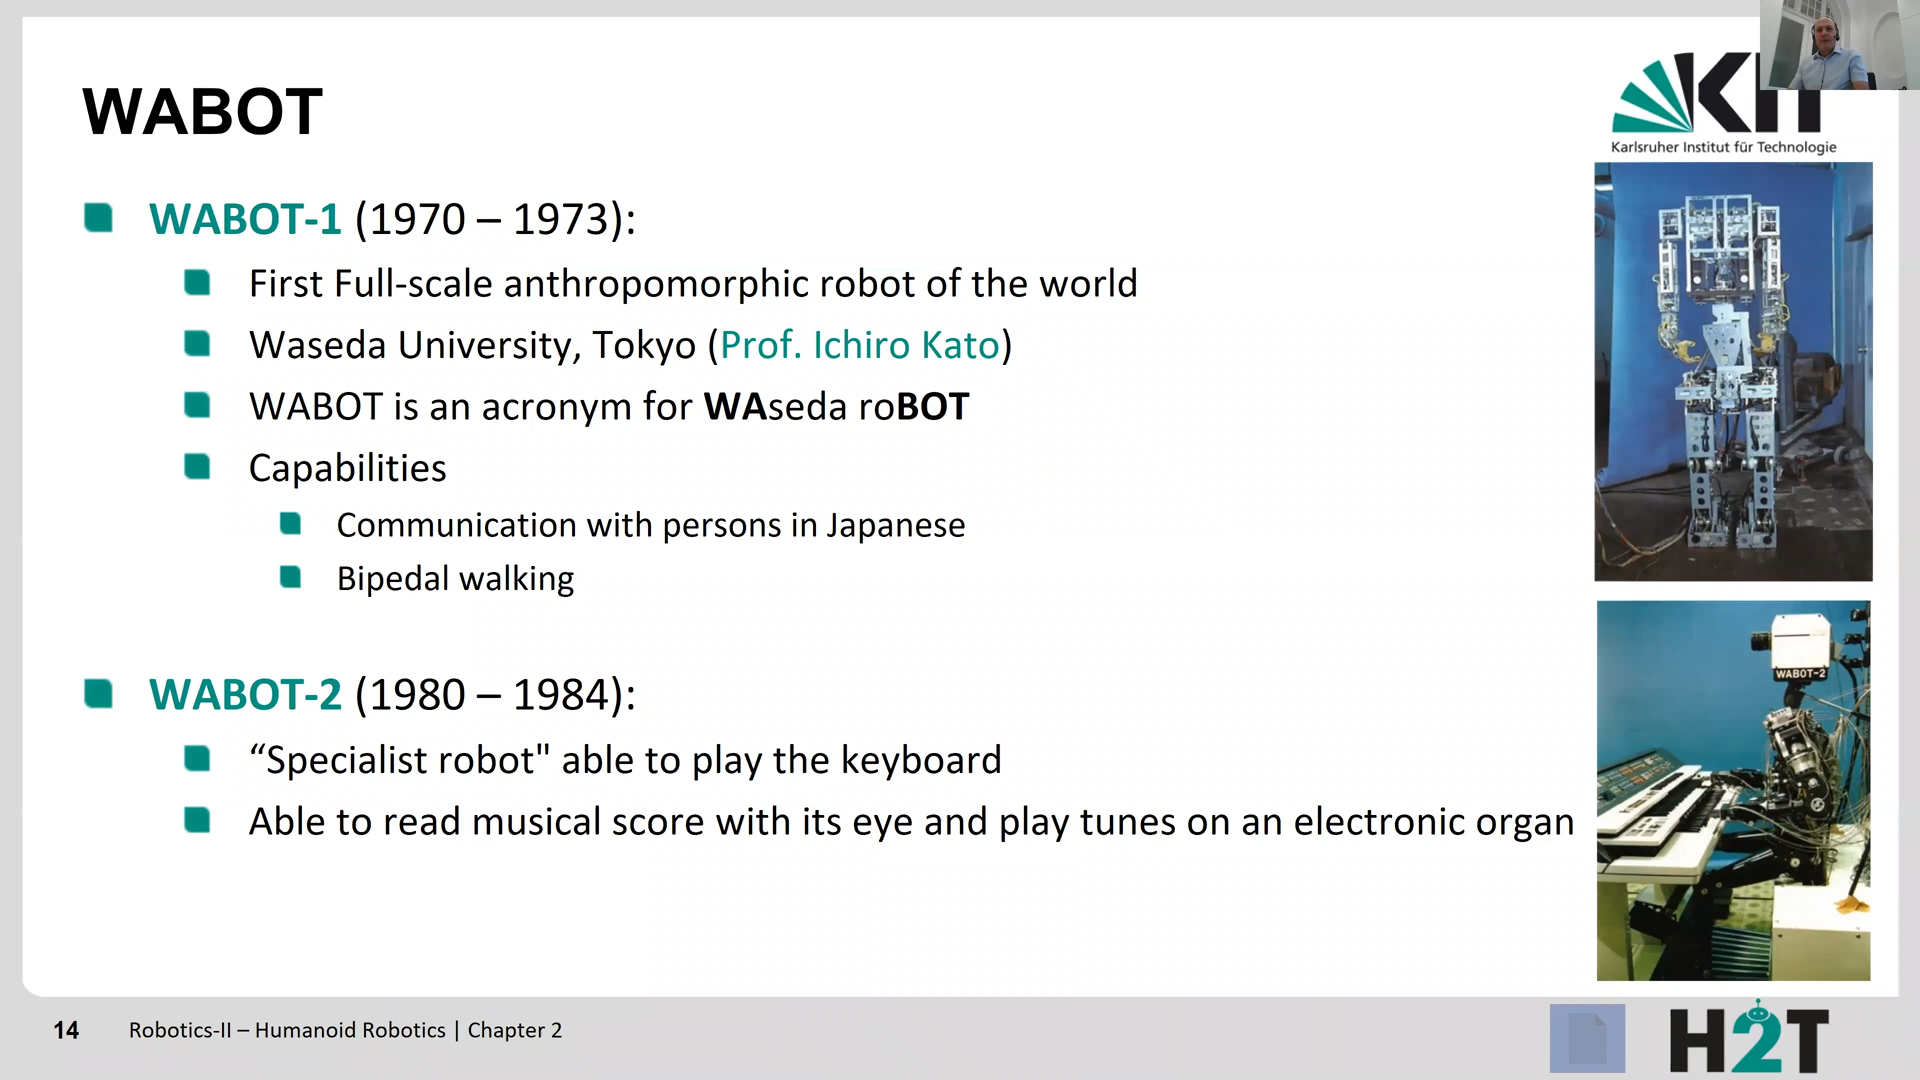 WABOT
KIT
Karlsruher Institut für Technologie
WABOT-1 (1970 – 1973):
First Full-scale anthropomorphic robot of the world
Waseda University, Tokyo (Prof. Ichiro Kato)
WABOT is an acronym for WAseda roBOT
Capabilities
Communication with persons in Japanese
Bipedal walking
WABOT-2 (1980 – 1984):
“Specialist robot" able to play the keyboard
Able to read musical score with its eye and play tunes on an electronic organ
WABOT-2
14 Robotics-II – Humanoid Robotics | Chapter 2
H2T